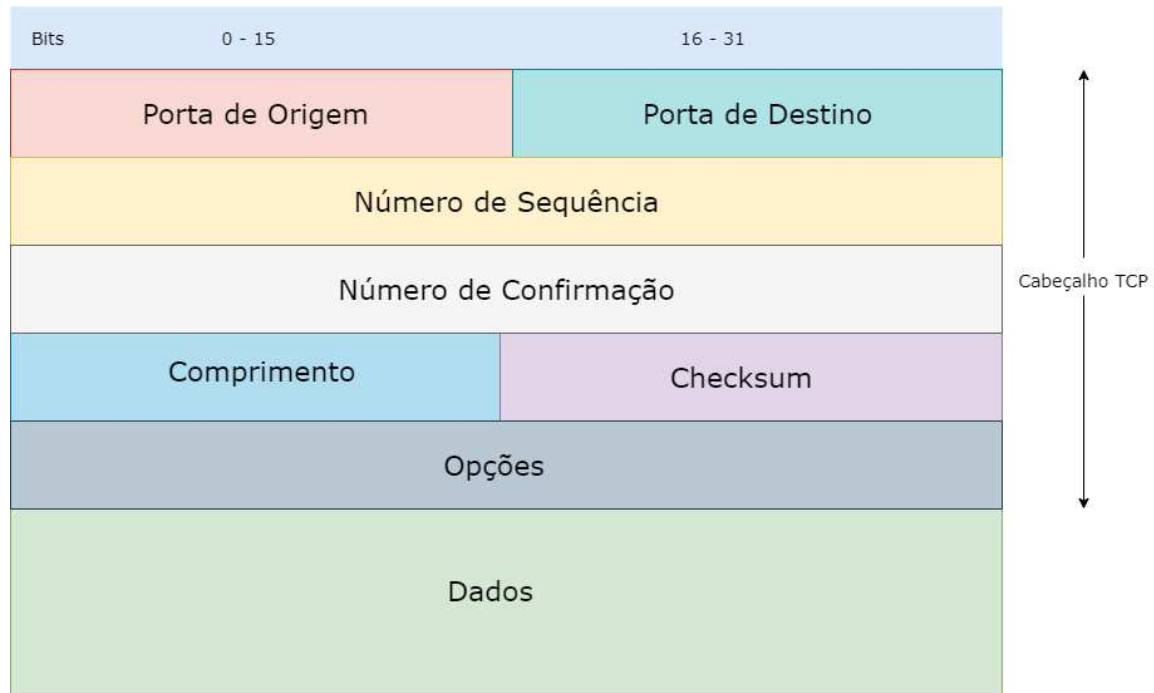 Bits 0 - 15 16 - 31
Porta de Origem Porta de Destino
Número de Sequência
Número de Confirmação
Cabeçalho TCP
Comprimento Checksum
Opções
Dados